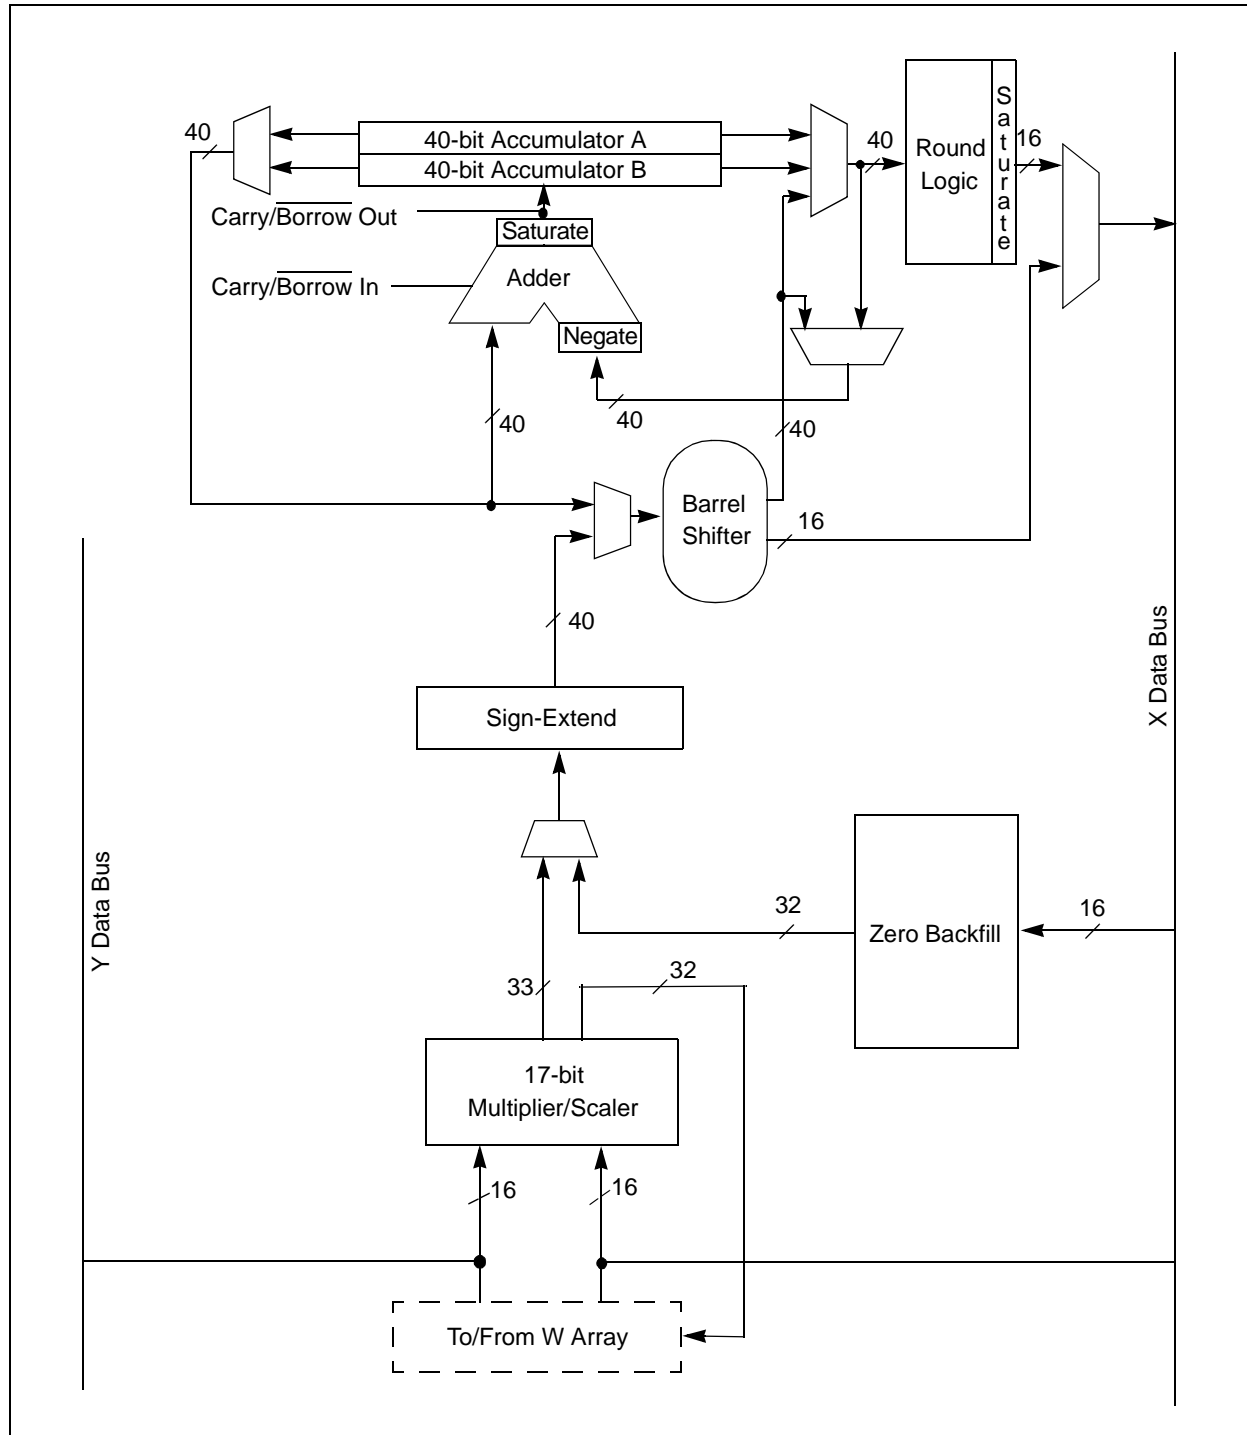 40
40-bit Accumulator A
40-bit Accumulator B
Carry/Borrow Out
Saturate
Carry/Borrow In
Adder
Negate
40
Round
Logic
Saturate
16
40
40
40
Barrel
Shifter
16
40
Sign-Extend
X Data Bus
Y Data Bus
32
Zero Backfill
16
33
32
17-bit
Multiplier/Scaler
16
16
To/From W Array